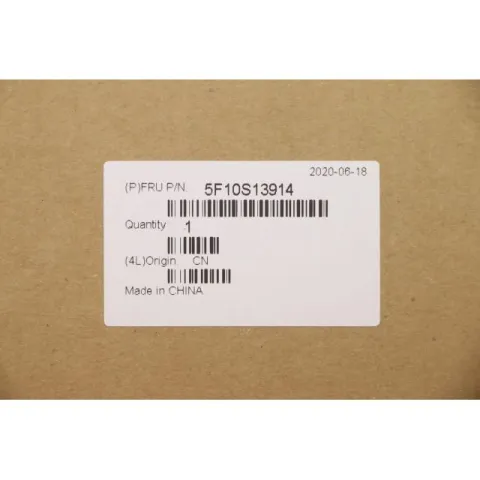 2020-06-18
(P)FRU P/N. 5F10S13914
Quantity 1
(4L)Origin. CN
Made in CHINA